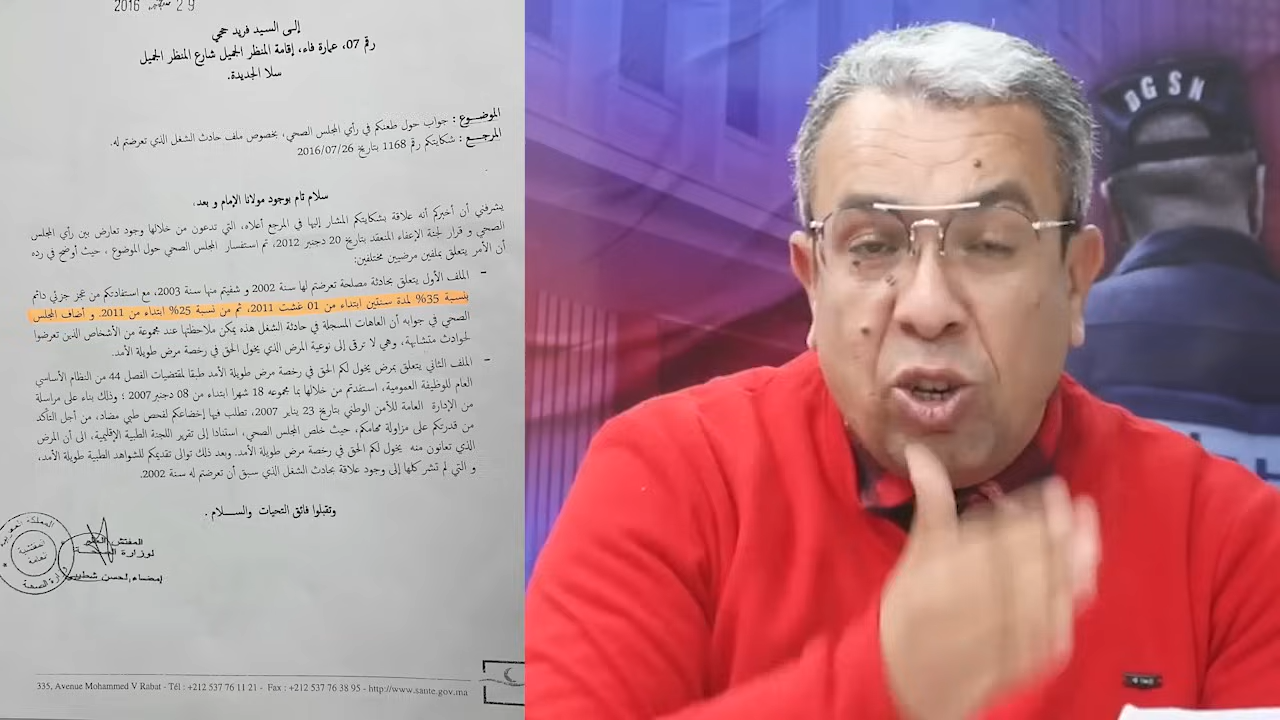 29 2016
إلى السيد فريد حجي
رقم 07، عمارة فاء، إقامة المنظر الجميل شارع المنظر الجميل
سلا الجديدة.
الموضوع : جواب حول طعنكم في رأي المجلس الصحي، بخصوص ملف حادث الشغل الذي تعرضتم له.
المرجع : شكايتكم رقم 1168 بتاريخ 2016/07/26
سلام تام بوجود مولانا الإمام و بعد،
يشرفني أن أخبركم أنه علاقة بشكايتكم المشار إليها في المرجع أعلاه، التي تدعون من خلالها وجود تعارض بين رأي المجلس
الصحي و قرار لجنة الإعفاء المنعقد بتاريخ 20 دجنبر 2012، تم استفسار المجلس الصحي حول الموضوع ، حيث أوضح في رده
أن الأمر يتعلق بملفين مرضيين مختلفين:
- الملف الأول يتعلق بحادثة مصلحة تعرضتم لها سنة 2002 و شفيتم منها سنة 2003، مع استفادتكم من عجز جزئي دائم
بنسبة 35% لمدة سنتين ابتداء من 01 غشت 2011، ثم من نسبة 25% ابتداء من 2011. و أضاف المجلس
الصحي في جوابه أن العاهات المسجلة في حادثة الشغل هذه يمكن ملاحظتها عند مجموعة من الأشخاص الذين تعرضوا
لحوادث متشابهة، وهي لا ترقى إلى نوعية المرض الذي يخول الحق في رخصة مرض طويلة الأمد.
- الملف الثاني يتعلق بمرض يخول لكم الحق في رخصة مرض طويلة الأمد طبقا لمقتضيات الفصل 44 من النظام الأساسي
العام للوظيفة العمومية، استفدتم من خلالها بما مجموعه 18 شهرا ابتداء من 08 دجنبر2007 ؛ وذلك بناء على مراسلة
من الإدارة العامة للأمن الوطني بتاريخ 23 يناير 2007، تطلب فيها إخضاعكم لفحص طبي مضاد، من أجل التأكد
من قدرتكم على مزاولة مهامكم، حيث خلص المجلس الصحي، استنادا إلى تقرير اللجنة الطبية الإقليمية، الى أن المرض
الذي تعانون منه يخول لكم الحق في رخصة مرض طويلة الأمد. وبعد ذلك توالى تقديمكم للشواهد الطبية طويلة الأمد،
و التي لم تشر كلها إلى وجود علاقة بحادث الشغل الذي سبق أن تعرضتم له سنة 2002.
وتقبلوا فائق التحيات والسلام .
المفتش العام
لوزارة الصحة
إمضاء: لحسن
335, Avenue Mohammed V Rabat - Tél : +212 537 76 11 21 - Fax : +212 537 76 38 95 - http://www.sante.gov.ma
DGSN